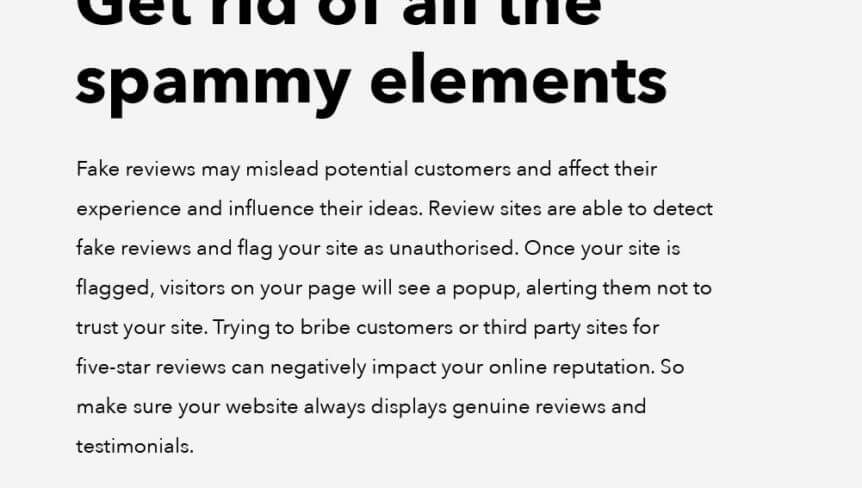 Get rid of all the
spammy elements
Fake reviews may mislead potential customers and affect their
experience and influence their ideas. Review sites are able to detect
fake reviews and flag your site as unauthorised. Once your site is
flagged, visitors on your page will see a popup, alerting them not to
trust your site. Trying to bribe customers or third party sites for
five-star reviews can negatively impact your online reputation. So
make sure your website always displays genuine reviews and
testimonials.